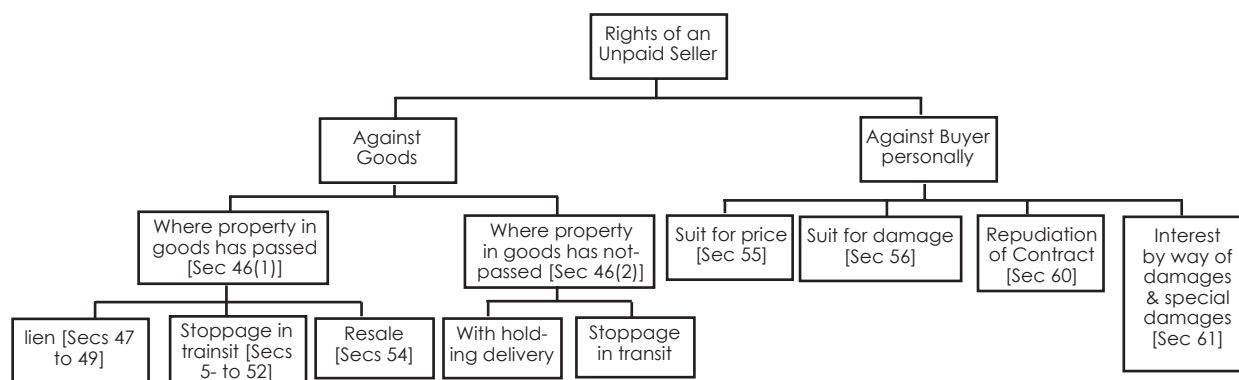 Rights of an
Unpaid Seller
Against
Goods
Against Buyer
personally
Where property in
goods has passed
[Sec 46(1)]
Where property
in goods has not-
passed [Sec 46(2)]
Suit for price
[Sec 55]
Suit for damage
[Sec 56]
Repudiation
of Contract
[Sec 60]
Interest
by way of
damages
& special
damages
[Sec 61]
lien [Secs 47
to 49]
Stoppage in
trainsit [Secs
5- to 52]
Resale
[Secs 54]
With hold-
ing delivery
Stoppage
in transit